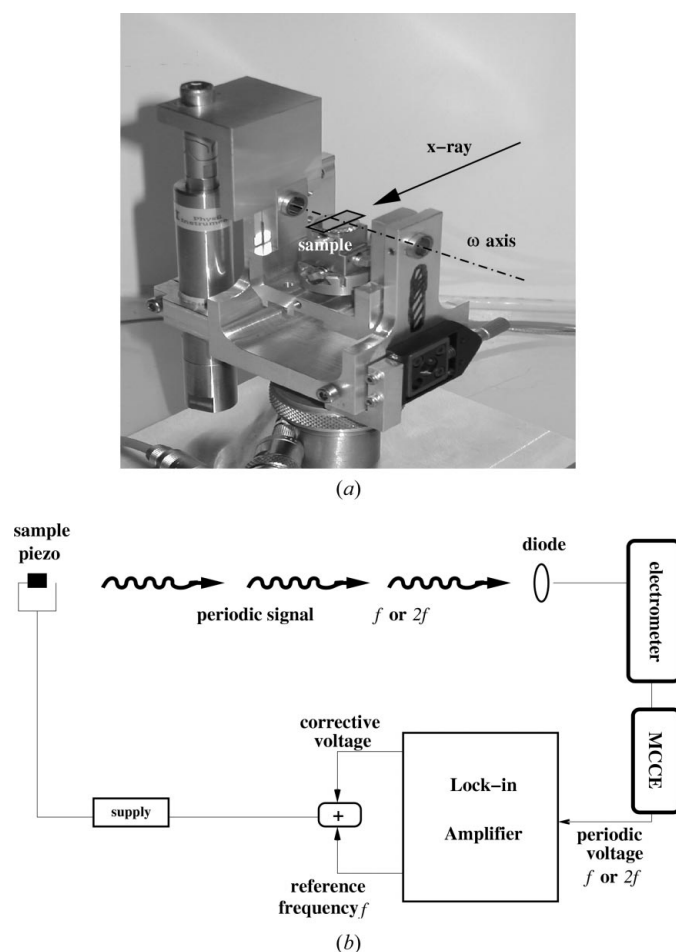 x-ray
sample
ω axis
(a)
sample
piezo
diode
electrometer
periodic signal
f or 2f
MCCE
corrective
voltage
Lock-in
Amplifier
supply
+
periodic
voltage
f or 2f
reference
frequency f
(b)